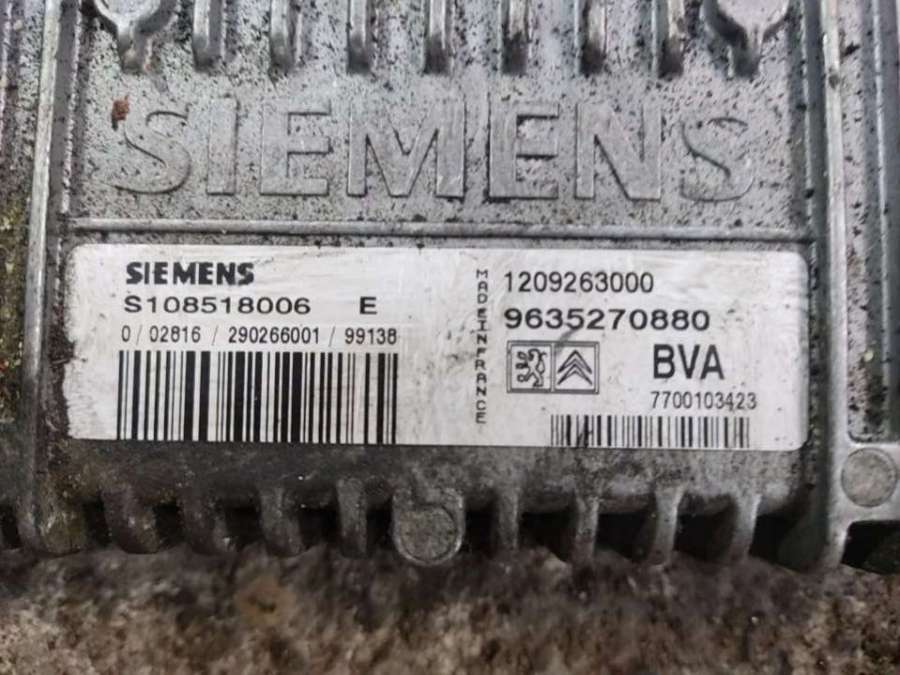 SIEMENS
SIEMENS
S108518006 E
0 / 02816 / 290266001 / 99138
MADE IN FRANCE
1209263000
9635270880
BVA
7700103423